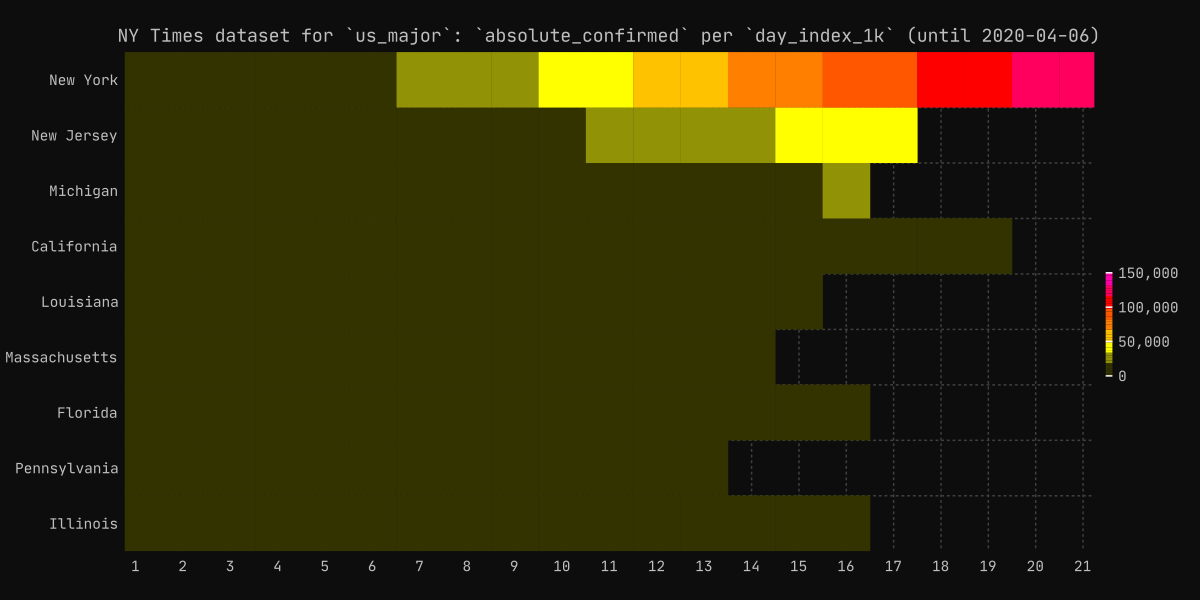 NY Times dataset for `us_major`: `absolute_confirmed` per `day_index_1k` (until 2020-04-06)
New York
New Jersey
Michigan
California
Louisiana
Massachusetts
Florida
Pennsylvania
Illinois
150,000
100,000
50,000
0
1 2 3 4 5 6 7 8 9 10 11 12 13 14 15 16 17 18 19 20 21